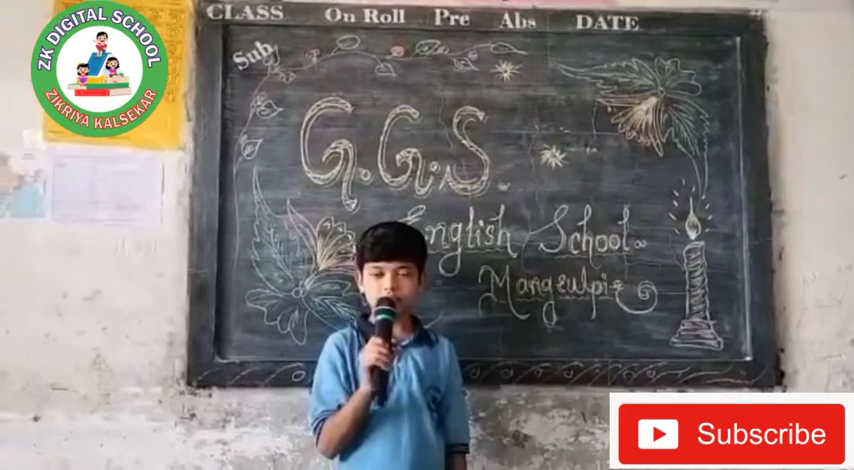 ZK DIGITAL SCHOOL
ZIKRIYA KALSEKAR
CLASS On Roll Pre Abs DATE
Sub
G.G.S.
English School
Mangrulpir
Subscribe